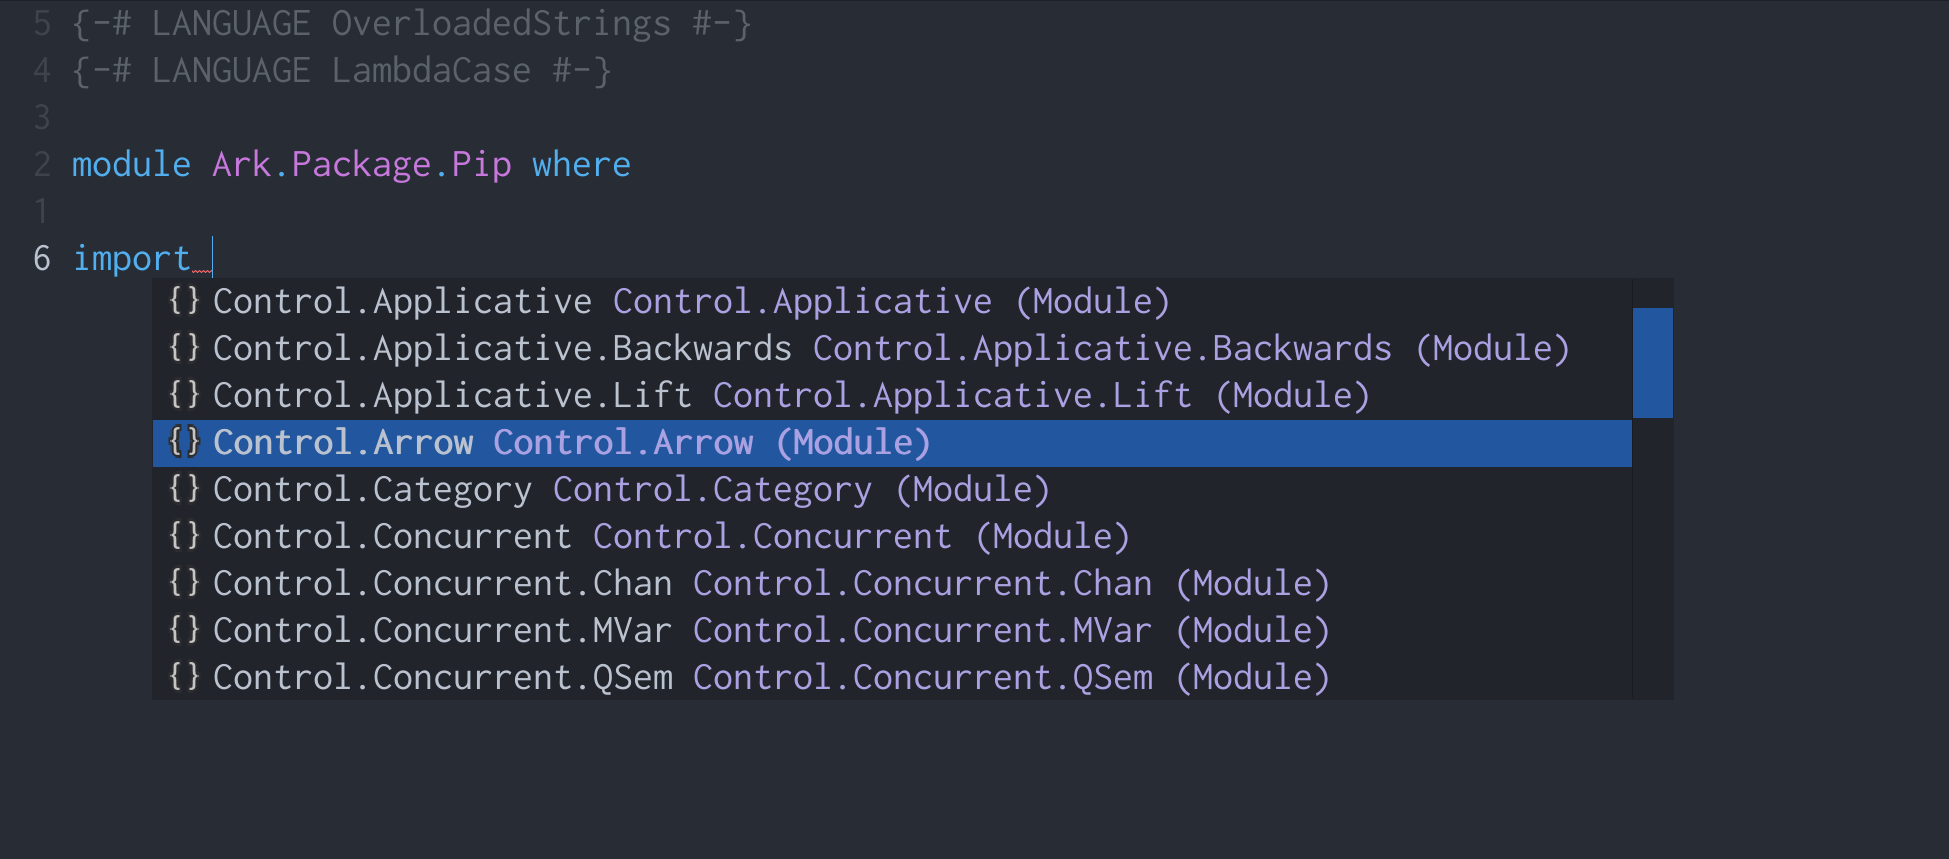 5 {-# LANGUAGE OverloadedStrings #-}
4 {-# LANGUAGE LambdaCase #-}
3
2 module Ark.Package.Pip where
1
6 import
{} Control.Applicative Control.Applicative (Module)
{} Control.Applicative.Backwards Control.Applicative.Backwards (Module)
{} Control.Applicative.Lift Control.Applicative.Lift (Module)
{} Control.Arrow Control.Arrow (Module)
{} Control.Category Control.Category (Module)
{} Control.Concurrent Control.Concurrent (Module)
{} Control.Concurrent.Chan Control.Concurrent.Chan (Module)
{} Control.Concurrent.MVar Control.Concurrent.MVar (Module)
{} Control.Concurrent.QSem Control.Concurrent.QSem (Module)